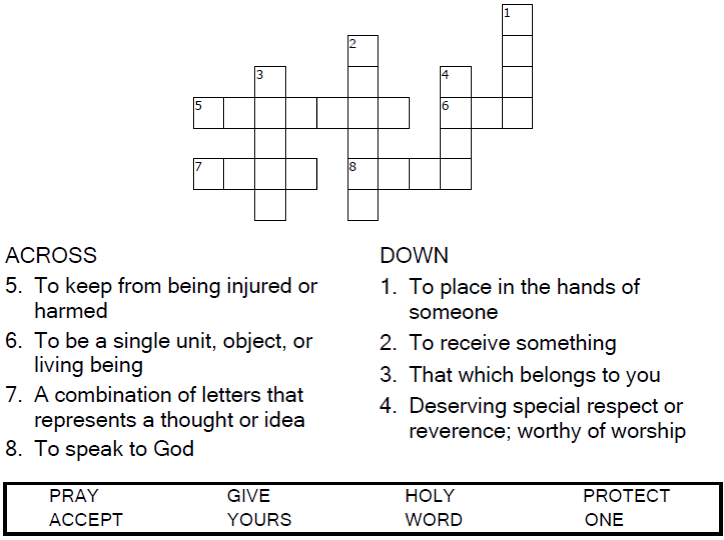 1
2
3 4
5 6
7 8
ACROSS
5. To keep from being injured or
harmed
6. To be a single unit, object, or
living being
7. A combination of letters that
represents a thought or idea
8. To speak to God
DOWN
1. To place in the hands of
someone
2. To receive something
3. That which belongs to you
4. Deserving special respect or
reverence; worthy of worship
PRAY GIVE HOLY PROTECT
ACCEPT YOURS WORD ONE